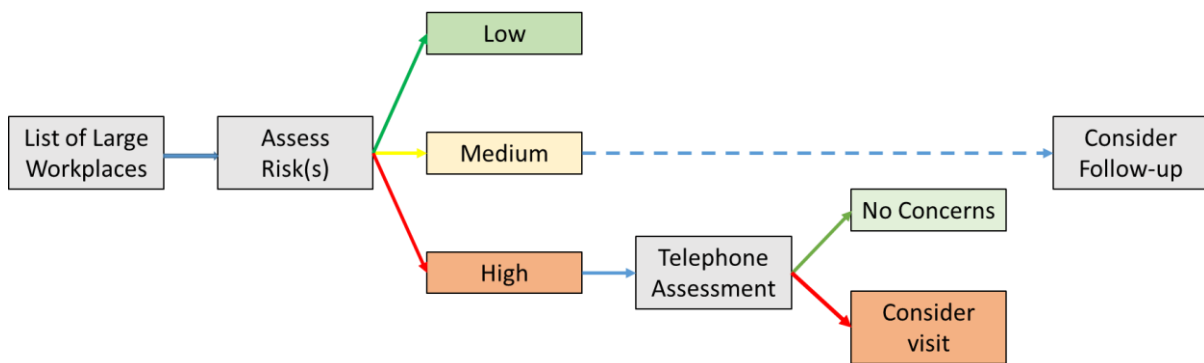 Low
List of Large
Workplaces
Assess
Risk(s)
Medium
Consider
Follow-up
No Concerns
High
Telephone
Assessment
Consider
visit